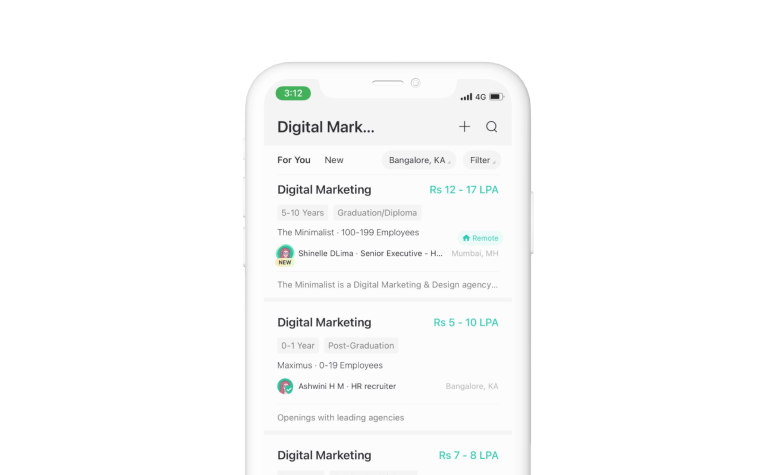 3:12
4G
Digital Mark...
For You New Bangalore, KA Filter
Digital Marketing Rs 12 - 17 LPA
5-10 Years Graduation/Diploma
The Minimalist · 100-199 Employees
Remote
Shinelle DLima · Senior Executive - H... Mumbai, MH
NEW
The Minimalist is a Digital Marketing & Design agency...
Digital Marketing Rs 5 - 10 LPA
0-1 Year Post-Graduation
Maximus · 0-19 Employees
Ashwini H M · HR recruiter Bangalore, KA
Openings with leading agencies
Digital Marketing Rs 7 - 8 LPA